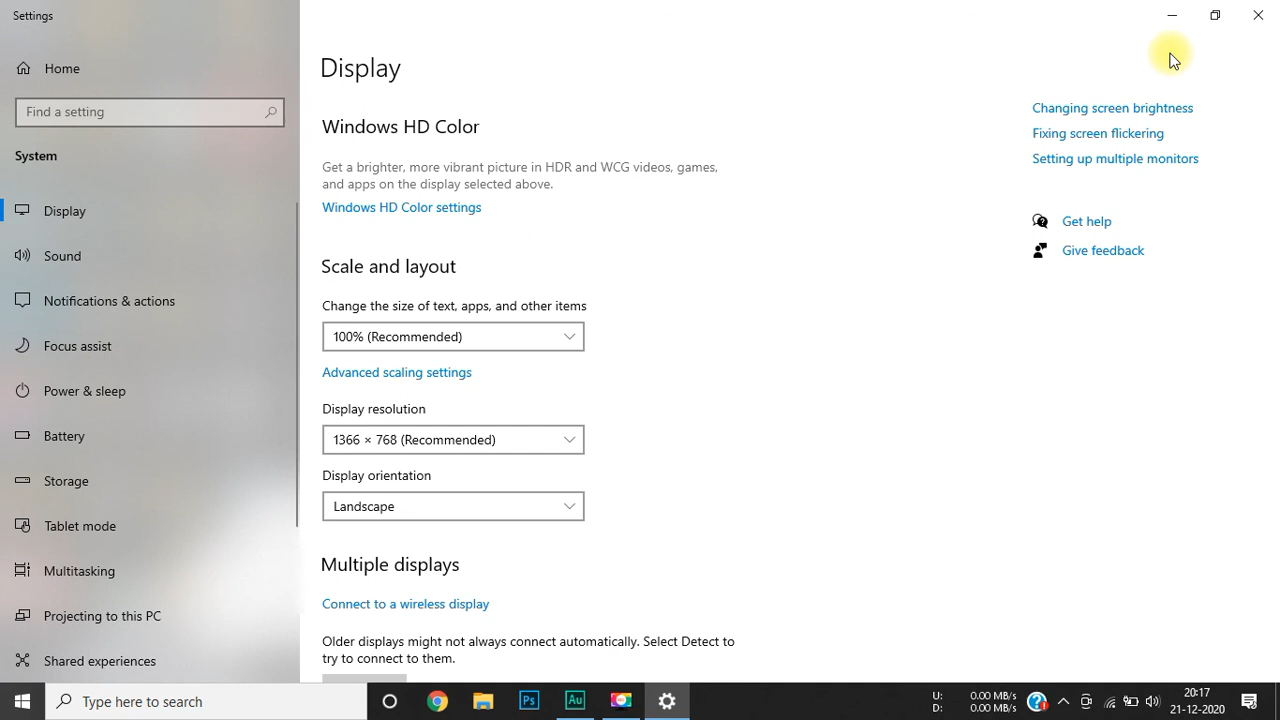 Settings
Home
Find a setting
System
Display
Sound
Notifications & actions
Focus assist
Power & sleep
Battery
Storage
Tablet mode
Multitasking
Projecting to this PC
Shared experiences
Display
Windows HD Color
Get a brighter, more vibrant picture in HDR and WCG videos, games,
and apps on the display selected above.
Windows HD Color settings
Scale and layout
Change the size of text, apps, and other items
100% (Recommended)
Advanced scaling settings
Display resolution
1366 × 768 (Recommended)
Display orientation
Landscape
Multiple displays
Connect to a wireless display
Older displays might not always connect automatically. Select Detect to
try to connect to them.
Changing screen brightness
Fixing screen flickering
Setting up multiple monitors
Get help
Give feedback
Type here to search
Ps
Au
U: 0.00 MB/s
D: 0.00 MB/s
20:17
21-12-2020